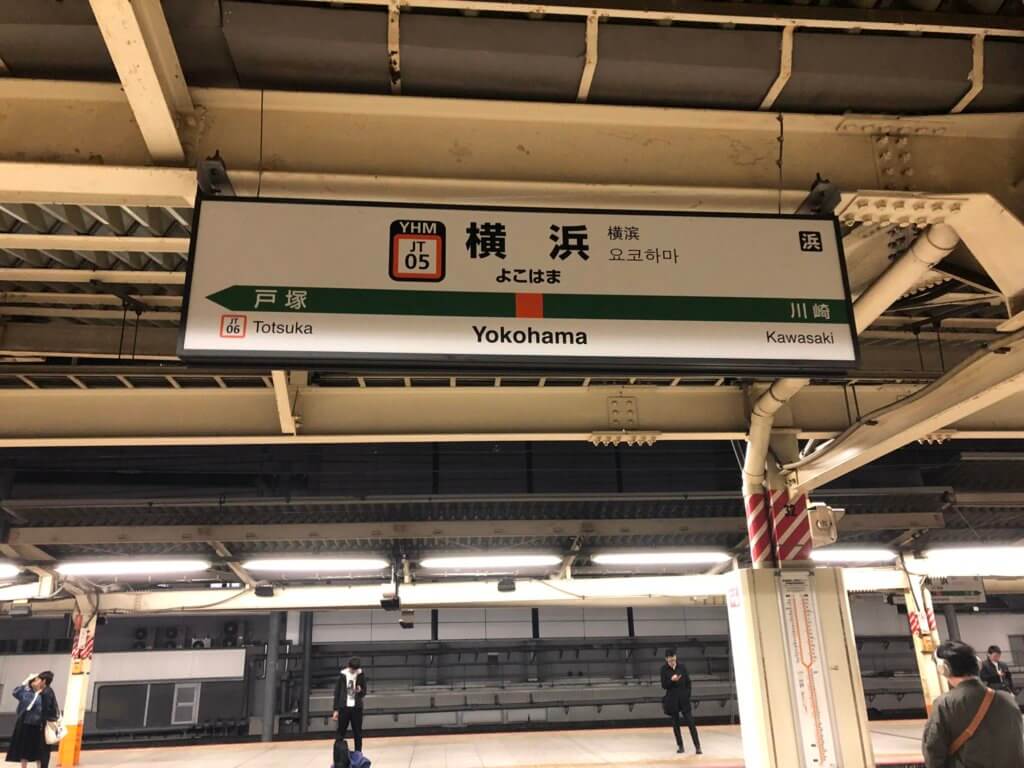 YHM
JT
05
横浜
横滨
요코하마
浜
よこはま
戸塚
川崎
JT
06
Totsuka
Yokohama
Kawasaki